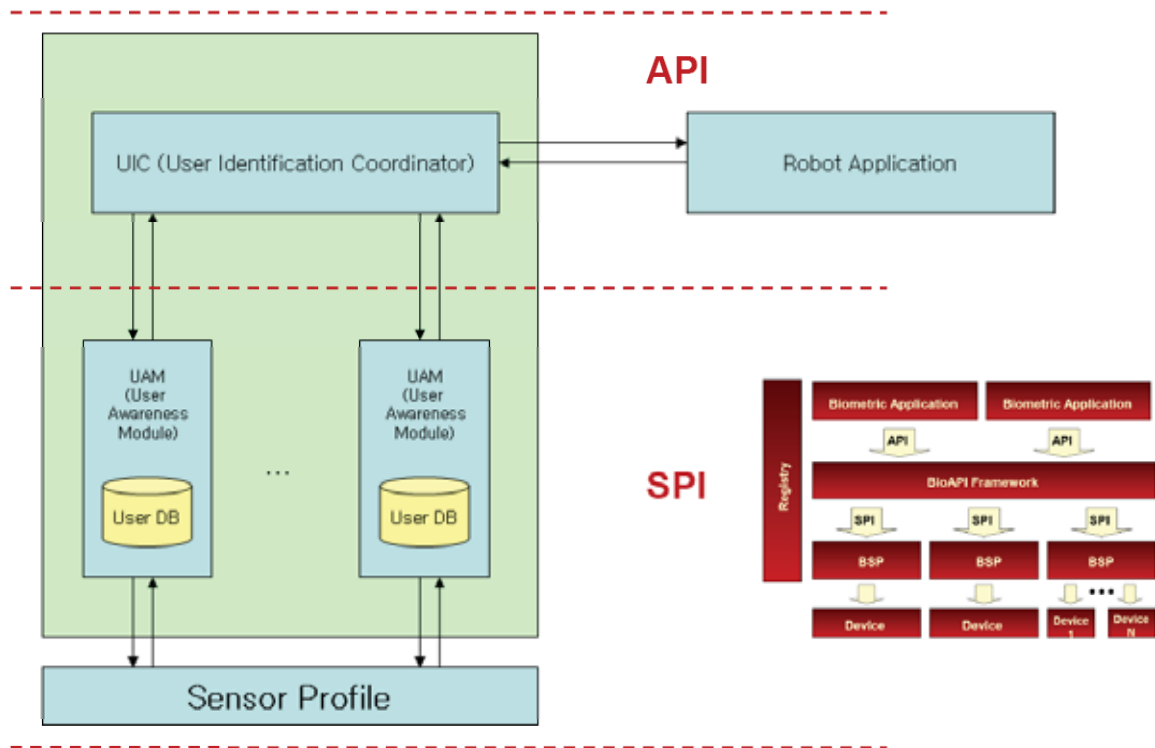 API
UIC (User Identification Coordinator)
Robot Application
UAM
(User
Awareness
Module)
User DB
...
UAM
(User
Awareness
Module)
User DB
Sensor Profile
SPI
Registry
Biometric Application
Biometric Application
API
API
BioAPI Framework
SPI
SPI
SPI
BSP
BSP
BSP
...
Device
Device
Device
1
Device
N